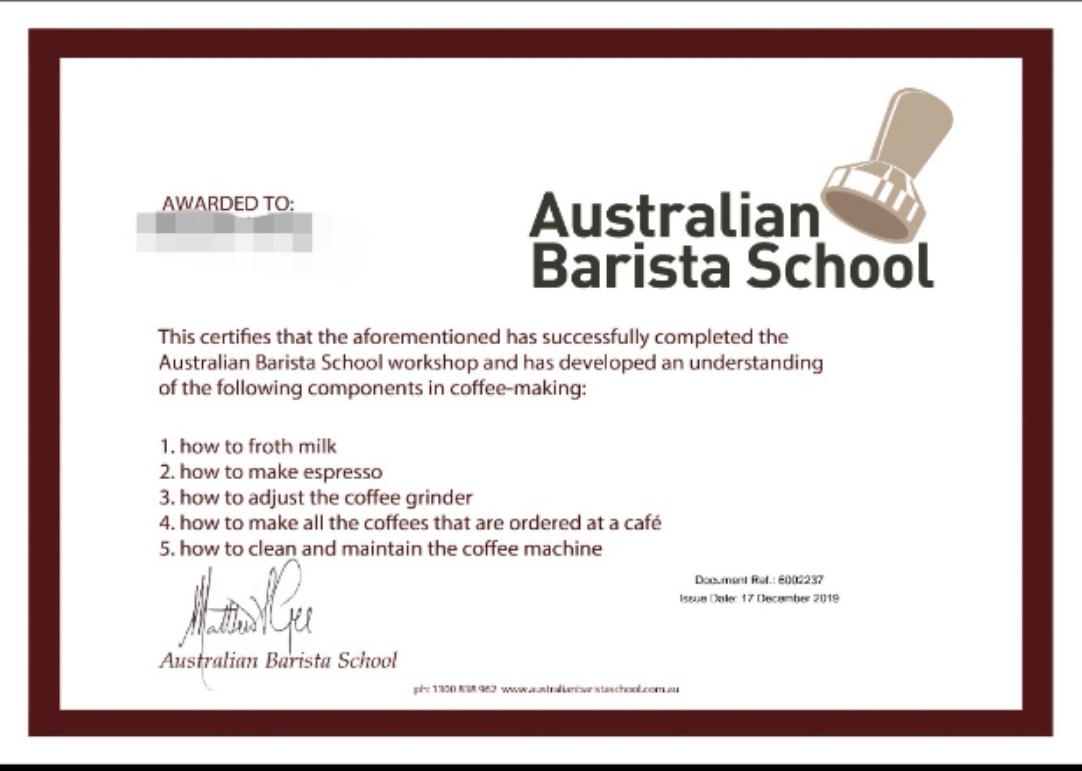 AWARDED TO:
Australian
Barista School
This certifies that the aforementioned has successfully completed the
Australian Barista School workshop and has developed an understanding
of the following components in coffee-making:
1. how to froth milk
2. how to make espresso
3. how to adjust the coffee grinder
4. how to make all the coffees that are ordered at a café
5. how to clean and maintain the coffee machine
Document Ref.: 6002237
Issue Date: 17 December 2019
Australian Barista School
ph: 1300 838 962 www.australianbaristaschool.com.au